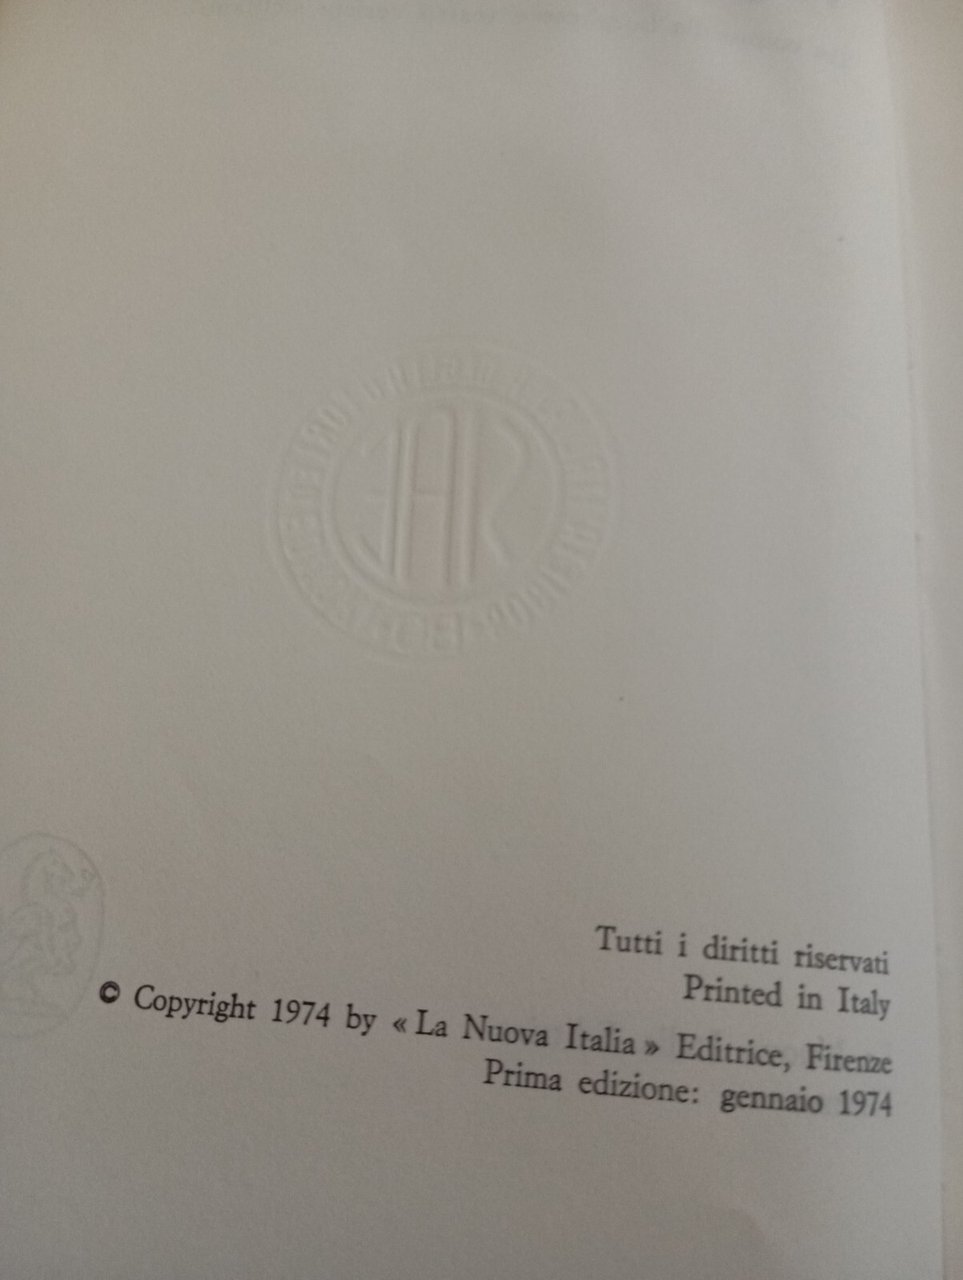 Tutti i diritti riservati
Printed in Italy
© Copyright 1974 by « La Nuova Italia » Editrice, Firenze
Prima edizione: gennaio 1974